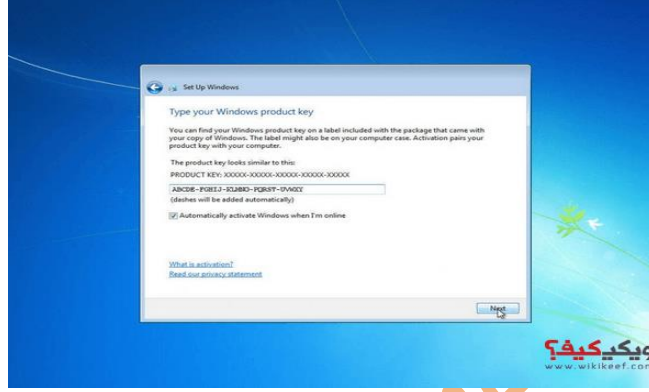 Set Up Windows
Type your Windows product key
You can find your Windows product key on a label included with the package that came with
your copy of Windows. The label might also be on your computer case. Activation pairs your
product key with your computer.
The product key looks similar to this:
PRODUCT KEY: XXXXX-XXXXX-XXXXX-XXXXX-XXXXX
ABCDE-FGHIJ-KLMNO-PQRST-UVWXY
(dashes will be added automatically)
Automatically activate Windows when I'm online
What is activation?
Read our privacy statement
Next
ويكيكيف؟
www.wikikeef.com